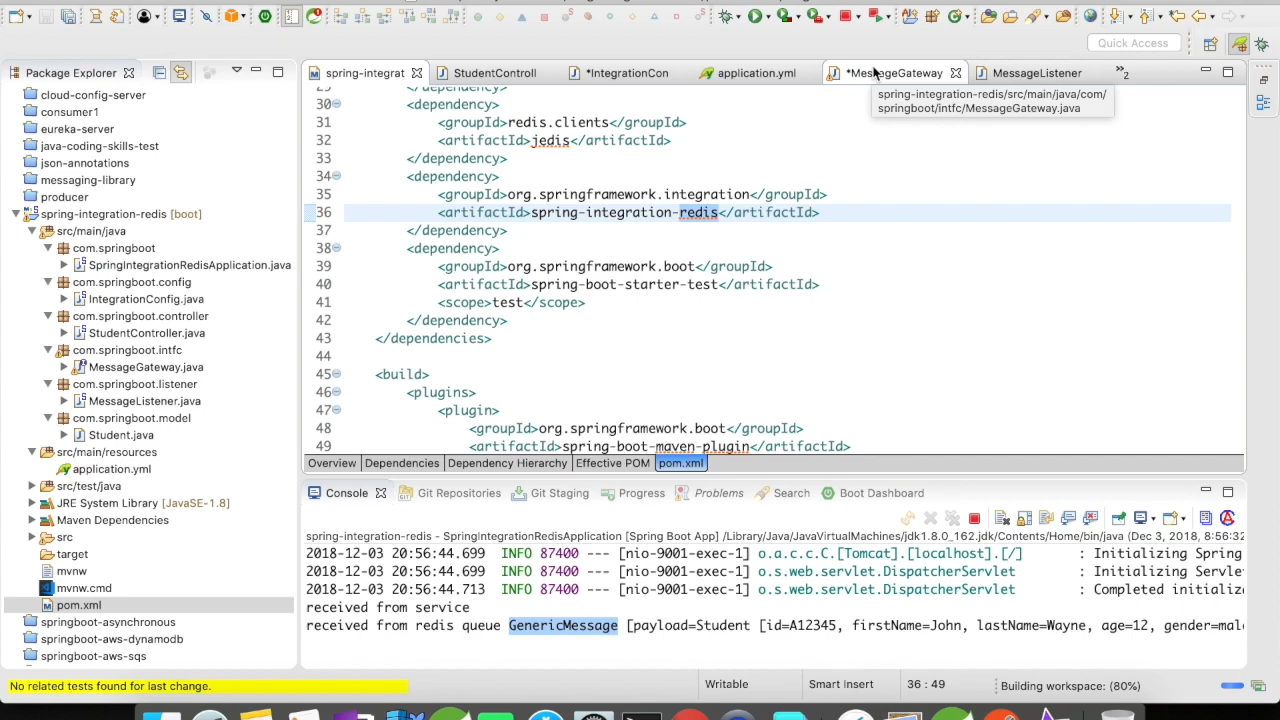 Quick Access
Package Explorer
spring-integrat
StudentControll
*IntegrationCon
application.yml
*MessageGateway
MessageListener
2
spring-integration-redis/src/main/java/com/
springboot/intfc/MessageGateway.java
cloud-config-server
consumer1
eureka-server
java-coding-skills-test
json-annotations
messaging-library
producer
spring-integration-redis [boot]
src/main/java
com.springboot
SpringIntegrationRedisApplication.java
com.springboot.config
IntegrationConfig.java
com.springboot.controller
StudentController.java
com.springboot.intfc
MessageGateway.java
com.springboot.listener
MessageListener.java
com.springboot.model
Student.java
src/main/resources
application.yml
src/test/java
JRE System Library [JavaSE-1.8]
Maven Dependencies
src
target
mvnw
mvnw.cmd
pom.xml
springboot-asynchronous
springboot-aws-dynamodb
springboot-aws-sqs
29 </dependency>
30 <dependency>
31 <groupId>redis.clients</groupId>
32 <artifactId>jedis</artifactId>
33 </dependency>
34 <dependency>
35 <groupId>org.springframework.integration</groupId>
36 <artifactId>spring-integration-redis</artifactId>
37 </dependency>
38 <dependency>
39 <groupId>org.springframework.boot</groupId>
40 <artifactId>spring-boot-starter-test</artifactId>
41 <scope>test</scope>
42 </dependency>
43 </dependencies>
44
45 <build>
46 <plugins>
47 <plugin>
48 <groupId>org.springframework.boot</groupId>
49 <artifactId>spring-boot-maven-plugin</artifactId>
Overview Dependencies Dependency Hierarchy Effective POM pom.xml
Console Git Repositories Git Staging Progress Problems Search Boot Dashboard
spring-integration-redis - SpringIntegrationRedisApplication [Spring Boot App] /Library/Java/JavaVirtualMachines/jdk1.8.0_162.jdk/Contents/Home/bin/java (Dec 3, 2018, 8:56:32
2018-12-03 20:56:44.699 INFO 87400 --- [nio-9001-exec-1] o.a.c.c.C.[Tomcat].[localhost].[/] : Initializing Spring
2018-12-03 20:56:44.699 INFO 87400 --- [nio-9001-exec-1] o.s.web.servlet.DispatcherServlet : Initializing Servle
2018-12-03 20:56:44.713 INFO 87400 --- [nio-9001-exec-1] o.s.web.servlet.DispatcherServlet : Completed initializ
received from service
received from redis queue GenericMessage [payload=Student [id=A12345, firstName=John, lastName=Wayne, age=12, gender=mal
No related tests found for last change.
Writable
Smart Insert
36 : 49
Building workspace: (80%)